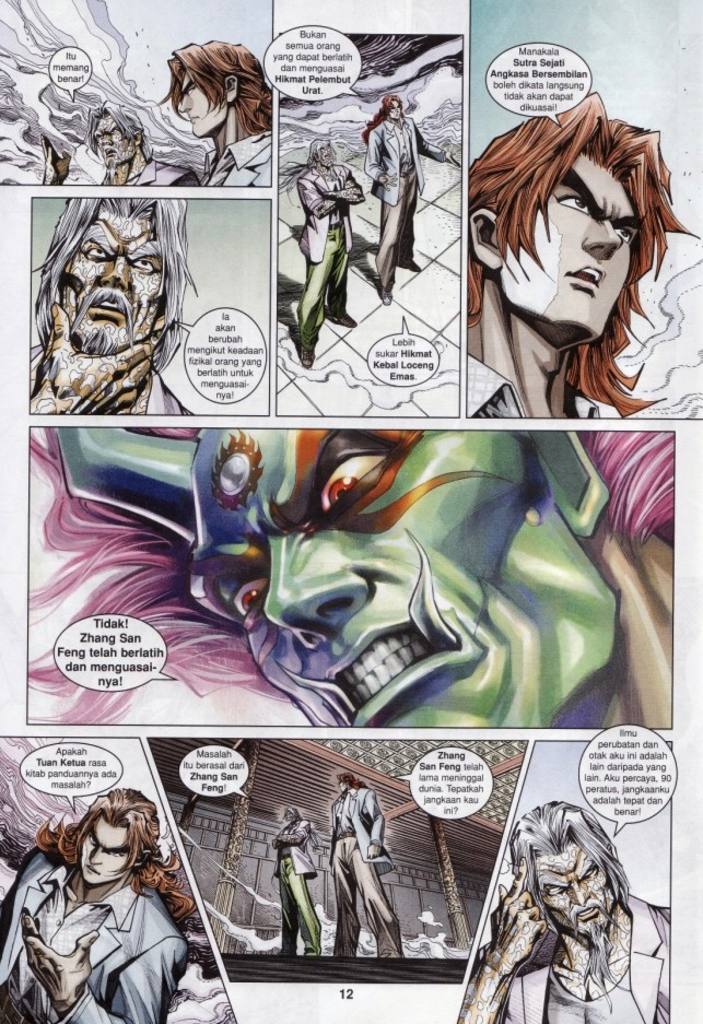 Itu
memang
benar!
Bukan
semua orang
yang dapat berlatih
dan menguasai
Hikmat Pelembut
Urat.
Lebih
sukar Hikmat
Kebal Loceng
Emas.
Manakala
Sutra Sejati
Angkasa Bersembilan
boleh dikata langsung
tidak akan dapat
dikuasai!
Ia
akan
berubah
mengikut keadaan
fizikal orang yang
berlatih untuk
menguasai-
nya!
Tidak!
Zhang San
Feng telah berlatih
dan menguasai-
nya!
Apakah
Tuan Ketua rasa
kitab panduannya ada
masalah?
Masalah
itu berasal dari
Zhang San
Feng!
Zhang
San Feng telah
lama meninggal
dunia. Tepatkah
jangkaan kau
ini?
Ilmu
perubatan dan
otak aku ini adalah
lain daripada yang
lain. Aku percaya, 90
peratus, jangkaanku
adalah tepat dan
benar!
12